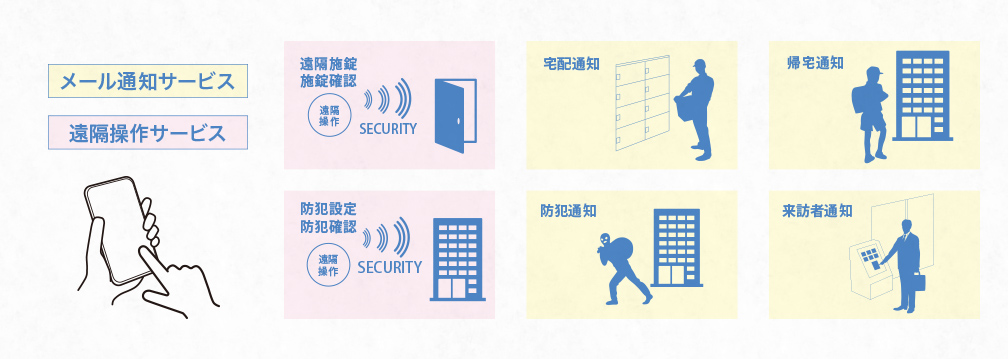 メール通知サービス
遠隔操作サービス
遠隔施錠
施錠確認
遠隔
操作
SECURITY
宅配通知
帰宅通知
防犯設定
防犯確認
遠隔
操作
SECURITY
防犯通知
来訪者通知